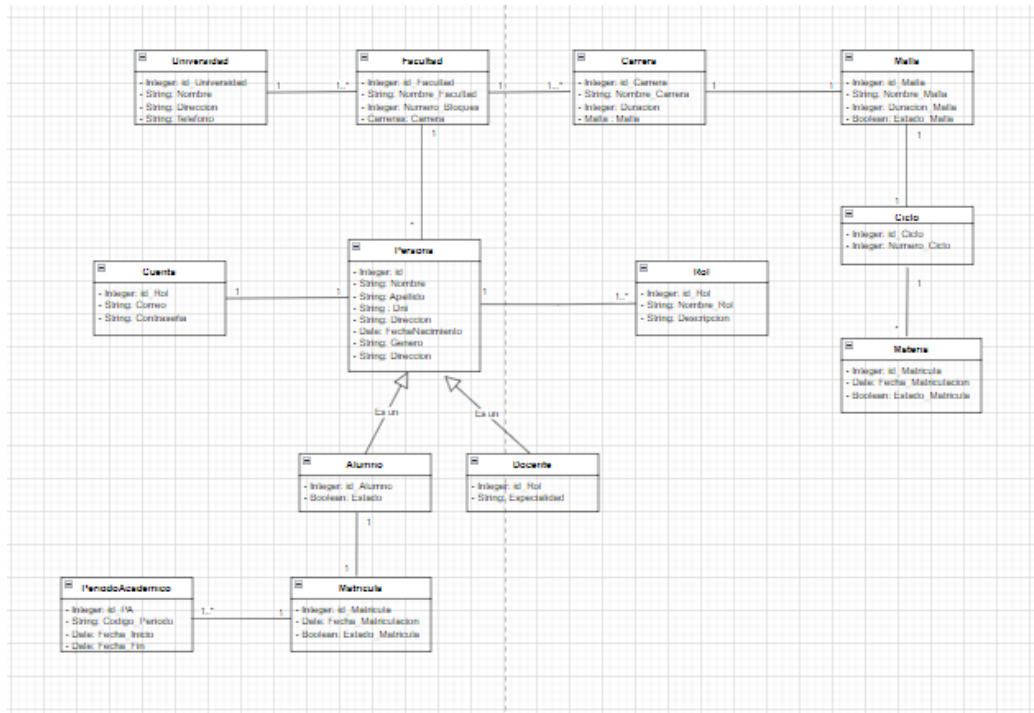 Universidad
- Integer: id_Universidad
- String: Nombre
- String: Direccion
- String: Telefono
1
1..*
Facultad
- Integer: id_Facultad
- String: Nombre_Facultad
- Integer: Numero_Bloques
- Carreras: Carrera
1
1..*
Carrera
- Integer: id_Carrera
- String: Nombre_Carrera
- Integer: Duracion
- Malla : Malla
1
1
Malla
- Integer: id_Malla
- String: Nombre_Malla
- Integer: Duracion_Malla
- Boolean: Estado_Malla
1
1
*
1
Ciclo
- Integer: id_Ciclo
- Integer: Numero_Ciclo
1
*
Cuenta
- Integer: id_Rol
- String: Correo
- String: Contraseña
1
1
Persona
- Integer: id
- String: Nombre
- String: Apellido
- String : Dni
- String: Direccion
- Date: FechaNacimiento
- String: Genero
- String: Direccion
1
1..*
Rol
- Integer: id_Rol
- String: Nombre_Rol
- String: Descripcion
Materia
- Integer: id_Matricula
- Date: Fecha_Matriculacion
- Boolean: Estado_Matricula
Es un
Es un
Alumno
- Integer: id_Alumno
- Boolean: Estado
Docente
- Integer: id_Rol
- String: Especialidad
1
1
PeriodoAcademico
- Integer: id_PA
- String: Codigo_Periodo
- Date: Fecha_Inicio
- Date: Fecha_Fin
1..*
1
Matricula
- Integer: id_Matricula
- Date: Fecha_Matriculacion
- Boolean: Estado_Matricula